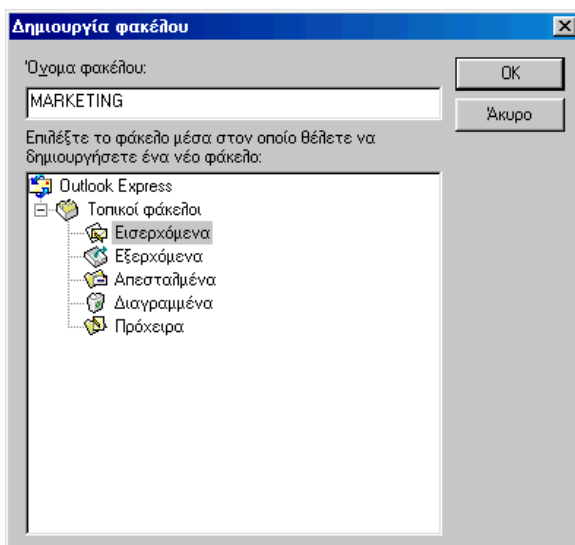 Δημιουργία φακέλου
Όνομα φακέλου:
OK
MARKETING
Άκυρο
Επιλέξτε το φάκελο μέσα στον οποίο θέλετε να
δημιουργήσετε ένα νέο φάκελο:
Outlook Express
Τοπικοί φάκελοι
Εισερχόμενα
Εξερχόμενα
Απεσταλμένα
Διαγραμμένα
Πρόχειρα